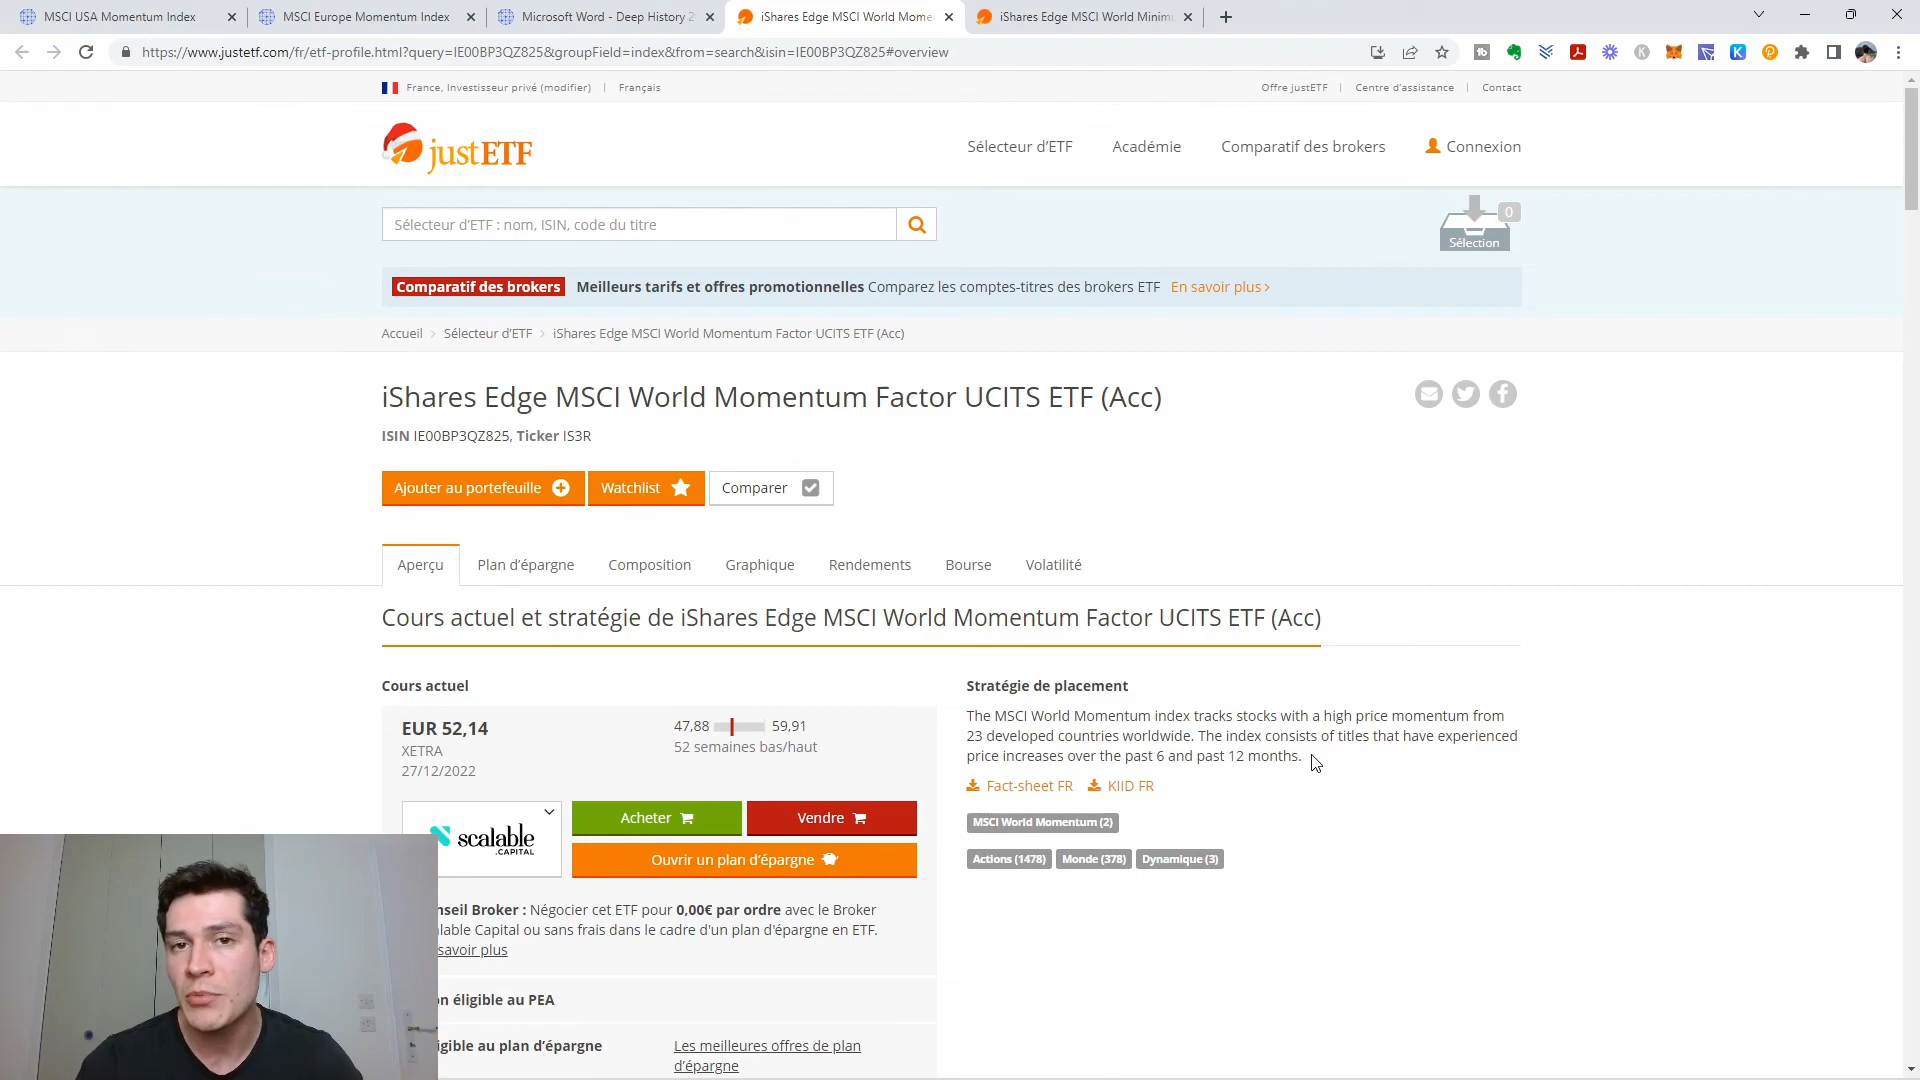 MSCI USA Momentum Index
MSCI Europe Momentum Index
Microsoft Word - Deep History 2
iShares Edge MSCI World Mome
iShares Edge MSCI World Minim
https://www.justetf.com/fr/etf-profile.html?query=IE00BP3QZ825&groupField=index&from=search&isin=IE00BP3QZ825#overview
France, Investisseur privé (modifier) | Français
Offre justETF | Centre d'assistance | Contact
justETF
Sélecteur d'ETF
Académie
Comparatif des brokers
Connexion
Sélecteur d'ETF : nom, ISIN, code du titre
0
Sélection
Comparatif des brokers Meilleurs tarifs et offres promotionnelles Comparez les comptes-titres des brokers ETF En savoir plus ›
Accueil › Sélecteur d'ETF › iShares Edge MSCI World Momentum Factor UCITS ETF (Acc)
iShares Edge MSCI World Momentum Factor UCITS ETF (Acc)
ISIN IE00BP3QZ825, Ticker IS3R
Ajouter au portefeuille
Watchlist
Comparer
Aperçu
Plan d'épargne
Composition
Graphique
Rendements
Bourse
Volatilité
Cours actuel et stratégie de iShares Edge MSCI World Momentum Factor UCITS ETF (Acc)
Cours actuel
EUR 52,14
XETRA
27/12/2022
47,88 59,91
52 semaines bas/haut
scalable
CAPITAL
Acheter
Vendre
Ouvrir un plan d'épargne
nseil Broker : Négocier cet ETF pour 0,00€ par ordre avec le Broker
lable Capital ou sans frais dans le cadre d'un plan d'épargne en ETF.
savoir plus
n éligible au PEA
igible au plan d'épargne
Les meilleures offres de plan
d'épargne
Stratégie de placement
The MSCI World Momentum index tracks stocks with a high price momentum from
23 developed countries worldwide. The index consists of titles that have experienced
price increases over the past 6 and past 12 months.
Fact-sheet FR
KIID FR
MSCI World Momentum (2)
Actions (1478)
Monde (378)
Dynamique (3)